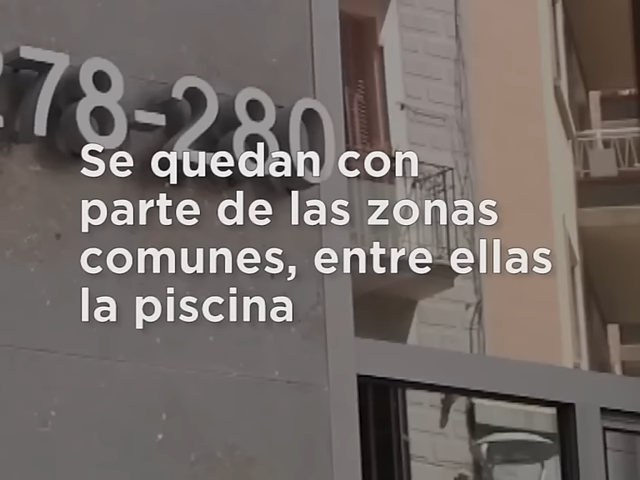 278-280
Se quedan con
parte de las zonas
comunes, entre ellas
la piscina